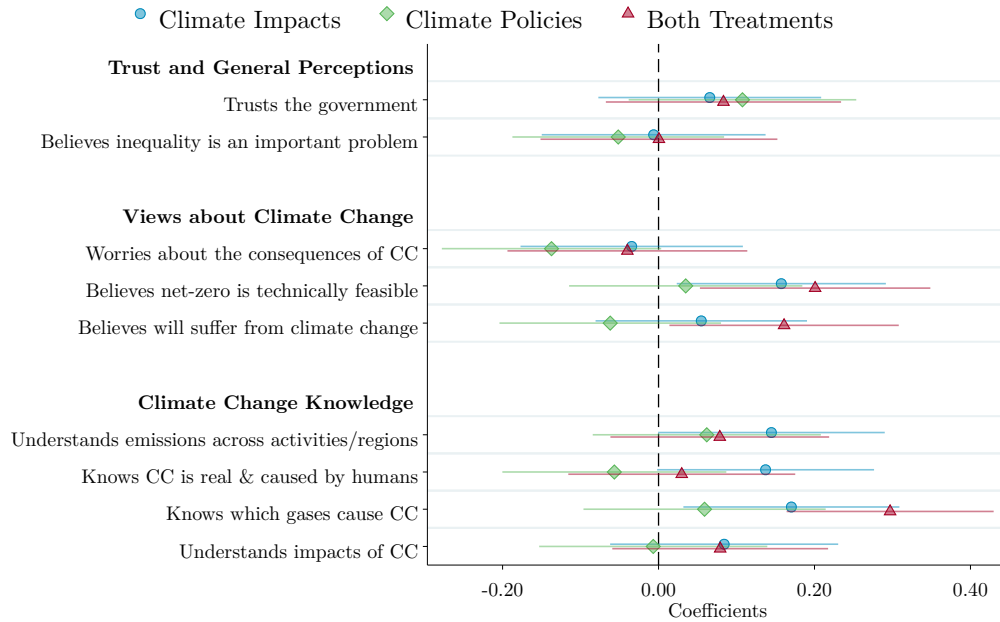 Climate Impacts Climate Policies Both Treatments
Trust and General Perceptions
Trusts the government
Believes inequality is an important problem
Views about Climate Change
Worries about the consequences of CC
Believes net-zero is technically feasible
Believes will suffer from climate change
Climate Change Knowledge
Understands emissions across activities/regions
Knows CC is real & caused by humans
Knows which gases cause CC
Understands impacts of CC
-0.20 0.00 0.20 0.40
Coefficients